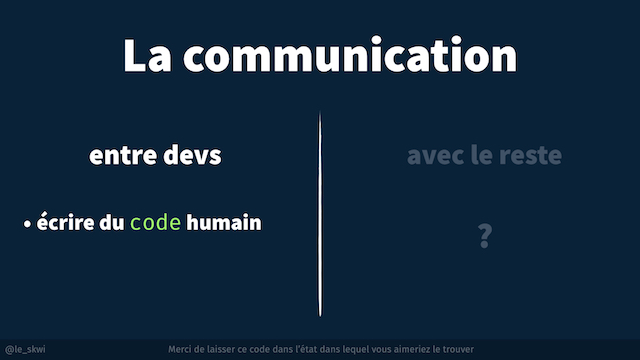 La communication
entre devs
• écrire du code humain
avec le reste
?
@le_skwi
Merci de laisser ce code dans l'état dans lequel vous aimeriez le trouver